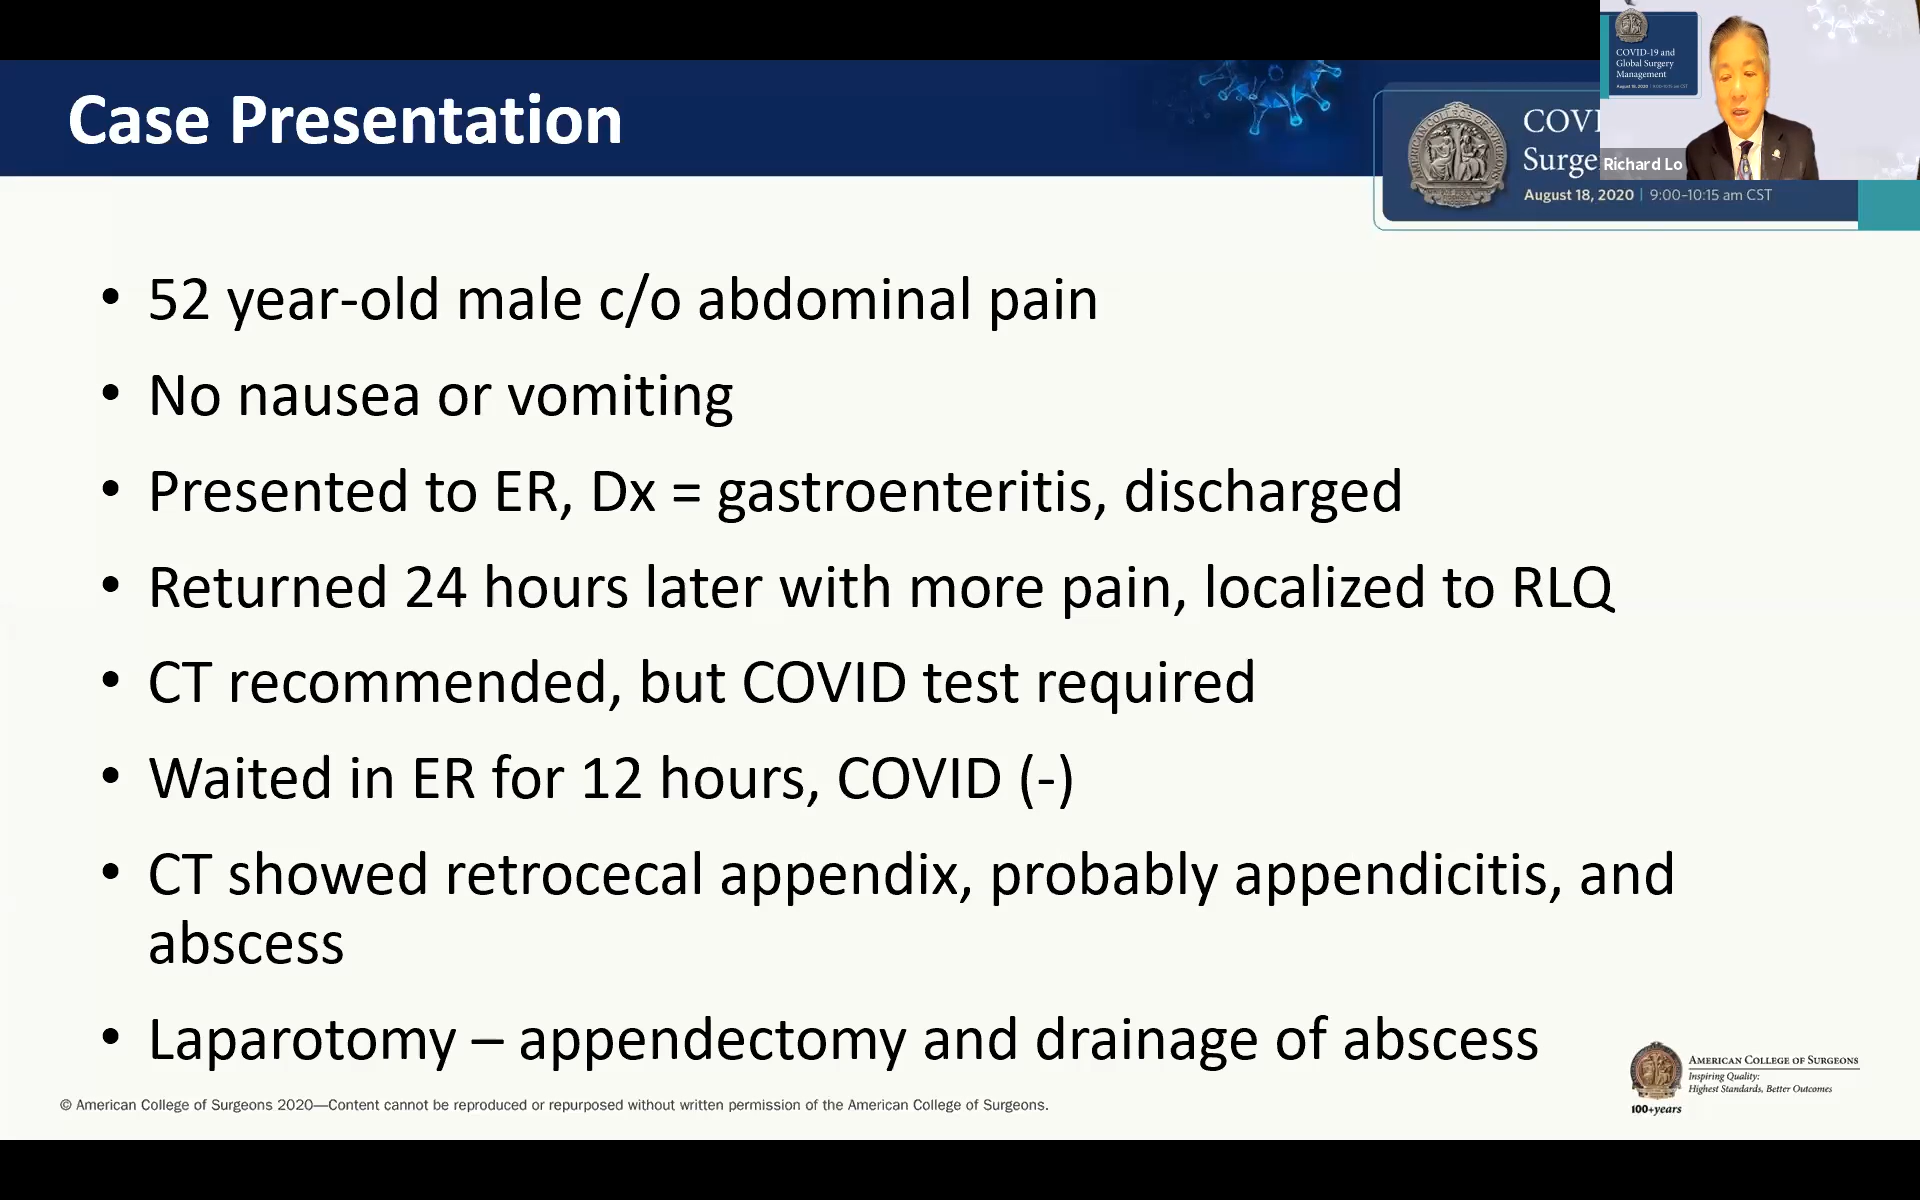 Case Presentation
COVI
Surge
August 18, 2020 | 9:00–10:15 am CST
COVID-19 and
Global Surgery
Management
August 18, 2020 | 9:00-10:15 am CST
Richard Lo
• 52 year-old male c/o abdominal pain
• No nausea or vomiting
• Presented to ER, Dx = gastroenteritis, discharged
• Returned 24 hours later with more pain, localized to RLQ
• CT recommended, but COVID test required
• Waited in ER for 12 hours, COVID (-)
• CT showed retrocecal appendix, probably appendicitis, and
abscess
• Laparotomy – appendectomy and drainage of abscess
AMERICAN COLLEGE OF SURGEONS
Inspiring Quality:
Highest Standards, Better Outcomes
100+years
© American College of Surgeons 2020—Content cannot be reproduced or repurposed without written permission of the American College of Surgeons.